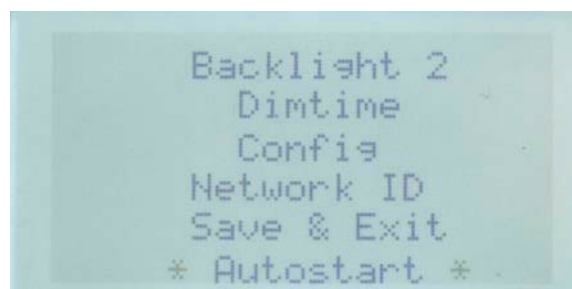 Backlight 2
Dimtime
Config
Network ID
Save & Exit
* Autostart *